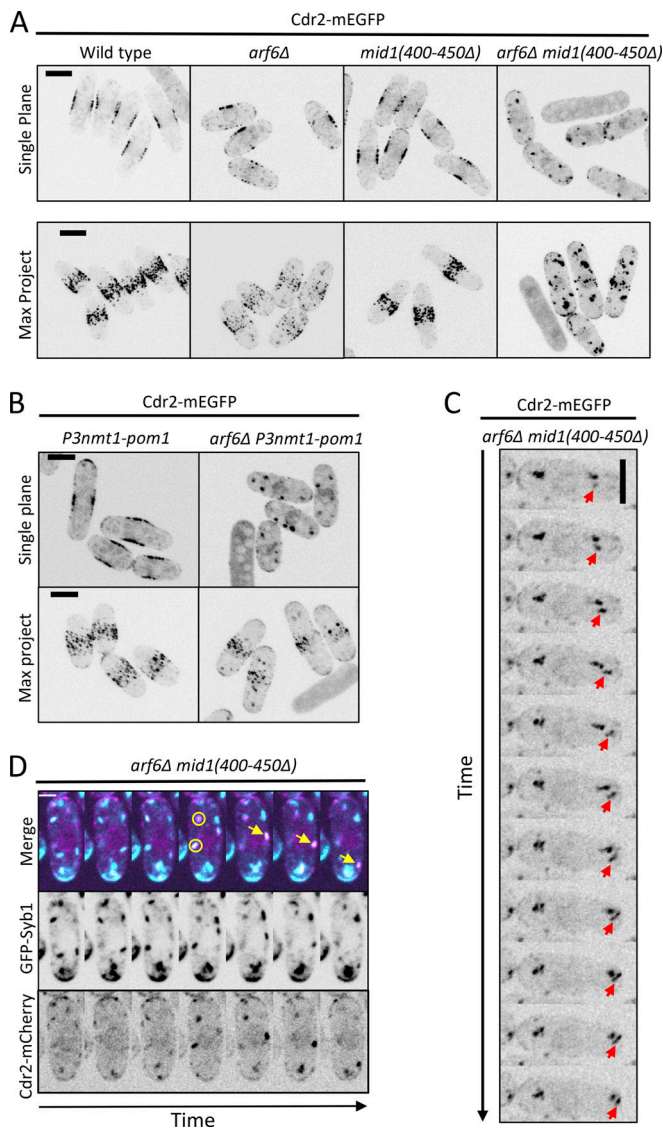 A
Cdr2-mEGFP
Wild type
arf6Δ
mid1(400-450Δ)
arf6Δ mid1(400-450Δ)
Single Plane
Max Project
B
Cdr2-mEGFP
P3nmt1-pom1
arf6Δ P3nmt1-pom1
Single plane
Max project
C
Cdr2-mEGFP
arf6Δ mid1(400-450Δ)
Time
D
arf6Δ mid1(400-450Δ)
Merge
GFP-Syb1
Cdr2-mCherry
Time